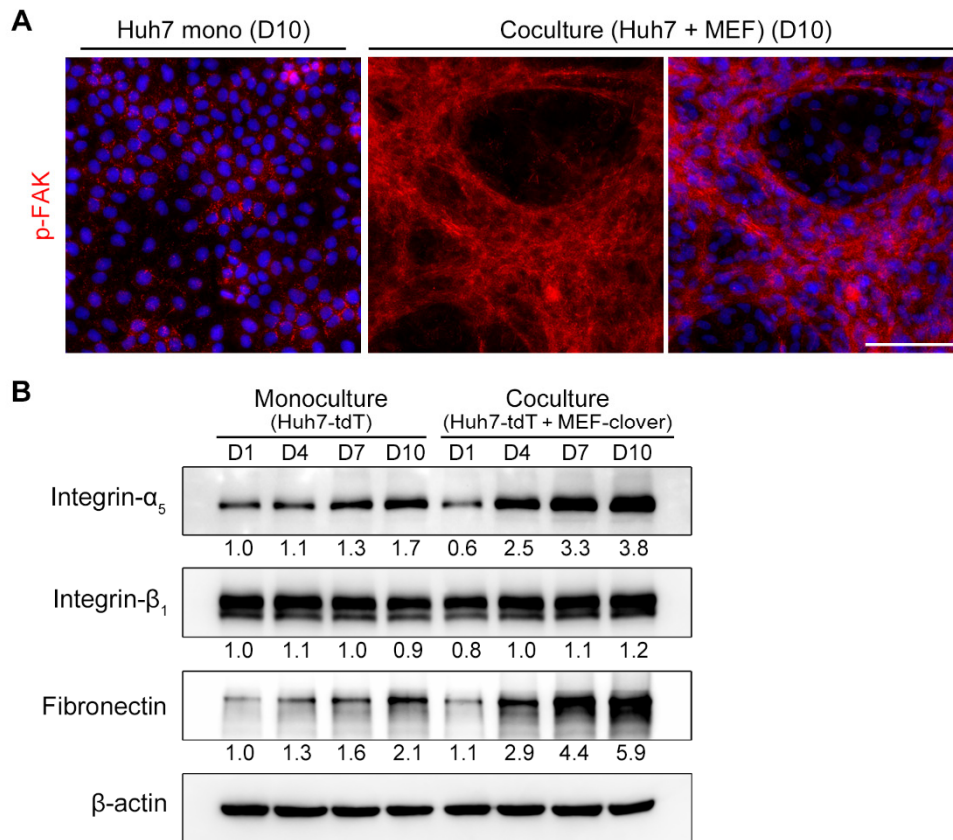 A
Huh7 mono (D10)
Coculture (Huh7 + MEF) (D10)
p-FAK
B
Monoculture
(Huh7-tdT)
Coculture
(Huh7-tdT + MEF-clover)
D1 D4 D7 D10 D1 D4 D7 D10
Integrin-α₅
1.0 1.1 1.3 1.7 0.6 2.5 3.3 3.8
Integrin-β₁
1.0 1.1 1.0 0.9 0.8 1.0 1.1 1.2
Fibronectin
1.0 1.3 1.6 2.1 1.1 2.9 4.4 5.9
β-actin